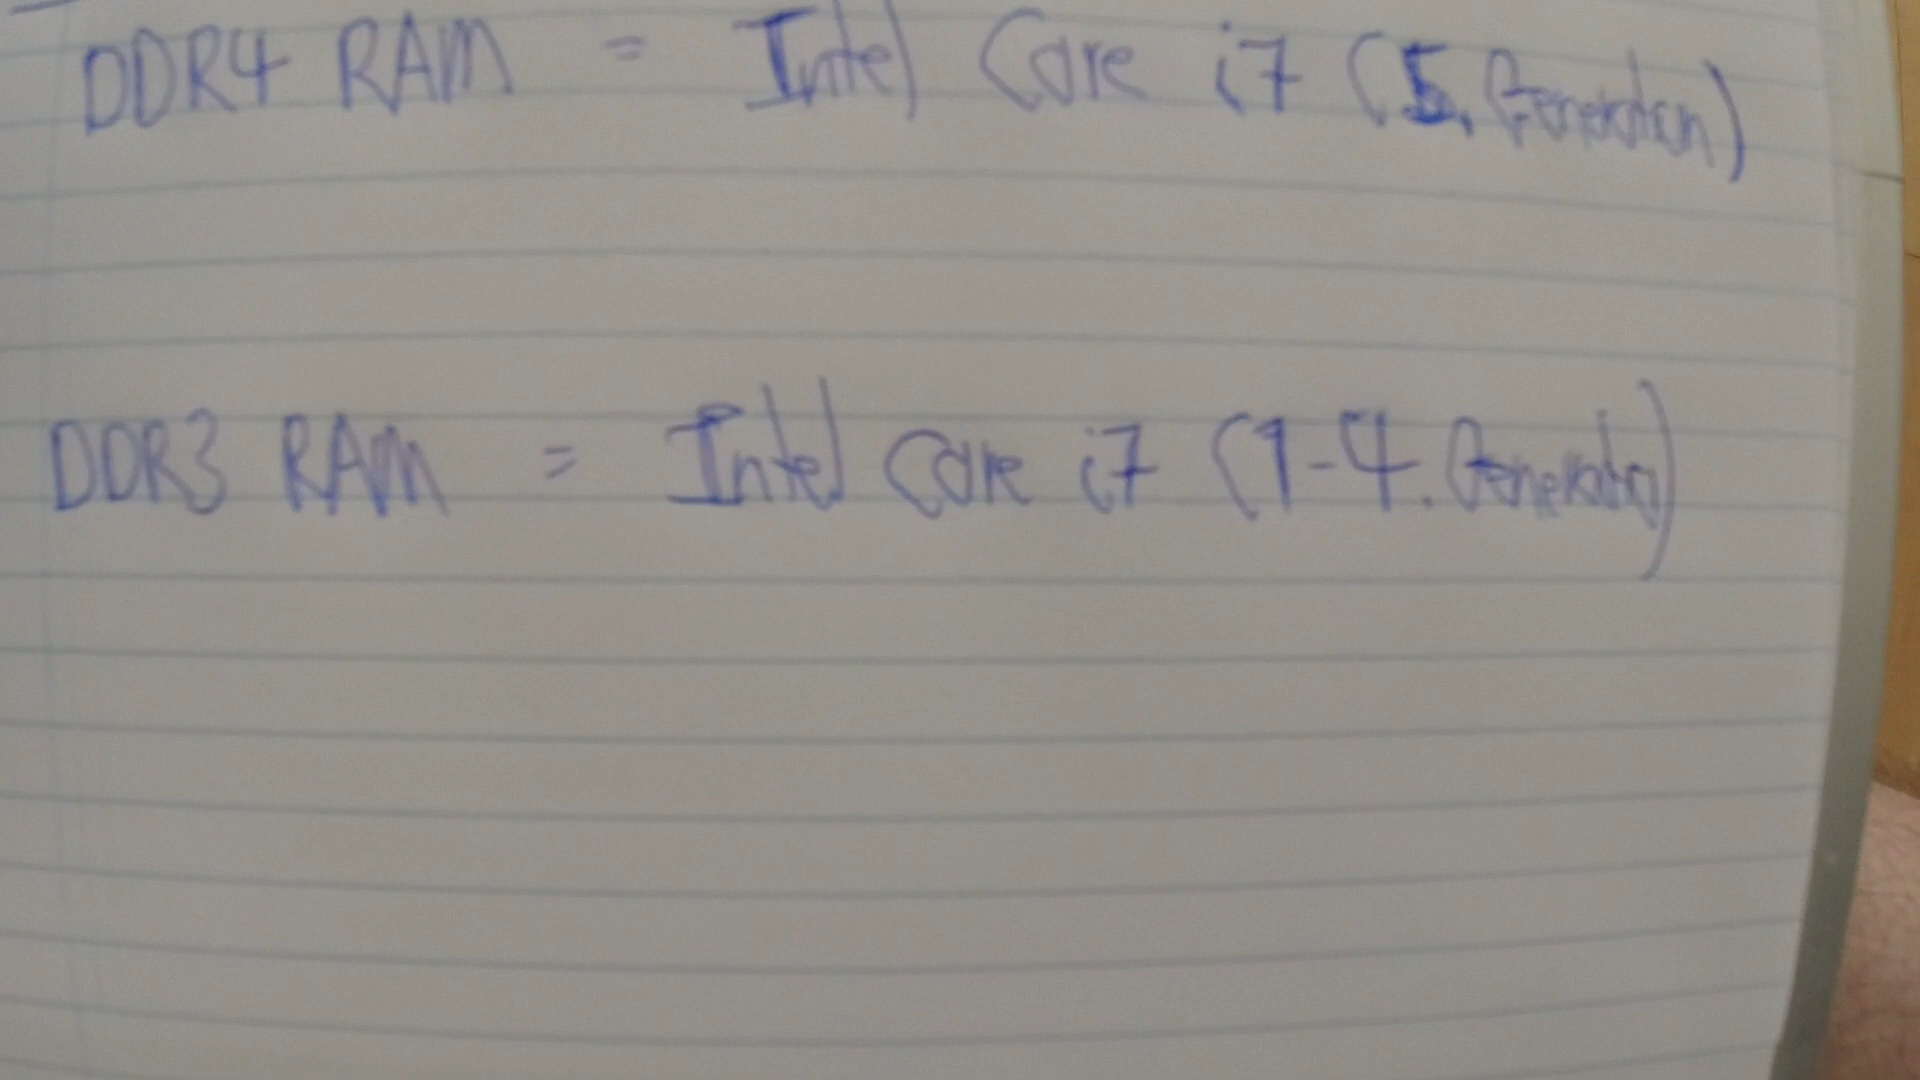 DDR4 RAM = Intel Core i7 (5. Generation)
DDR3 RAM = Intel Core i7 (1-4. Generation)